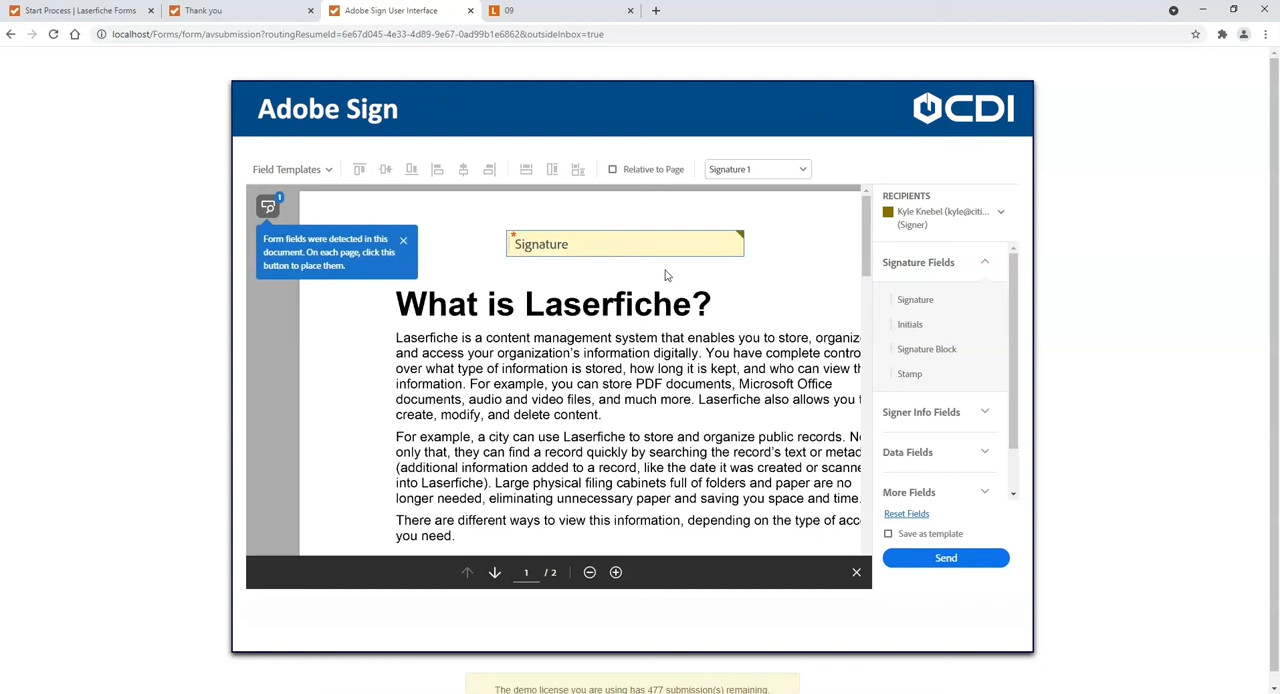 Start Process | Laserfiche Forms
Thank you
Adobe Sign User Interface
L 09
localhost/Forms/form/avsubmission?routingResumeId=6e67d045-4e33-4d89-9e67-0ad99b1e6862&outsideInbox=true
Adobe Sign
CDI
Field Templates
Relative to Page
Signature 1
1
Form fields were detected in this
document. On each page, click this
button to place them.
* Signature
What is Laserfiche?
Laserfiche is a content management system that enables you to store, organiz
and access your organization's information digitally. You have complete contro
over what type of information is stored, how long it is kept, and who can view th
information. For example, you can store PDF documents, Microsoft Office
documents, audio and video files, and much more. Laserfiche also allows you t
create, modify, and delete content.
For example, a city can use Laserfiche to store and organize public records. No
only that, they can find a record quickly by searching the record's text or metad
(additional information added to a record, like the date it was created or scanne
into Laserfiche). Large physical filing cabinets full of folders and paper are no
longer needed, eliminating unnecessary paper and saving you space and time.
There are different ways to view this information, depending on the type of acc
you need.
1 / 2
RECIPIENTS
Kyle Knebel (kyle@citi...
(Signer)
Signature Fields
Signature
Initials
Signature Block
Stamp
Signer Info Fields
Data Fields
More Fields
Reset Fields
Save as template
Send
The demo license you are using has 477 submission(s) remaining.